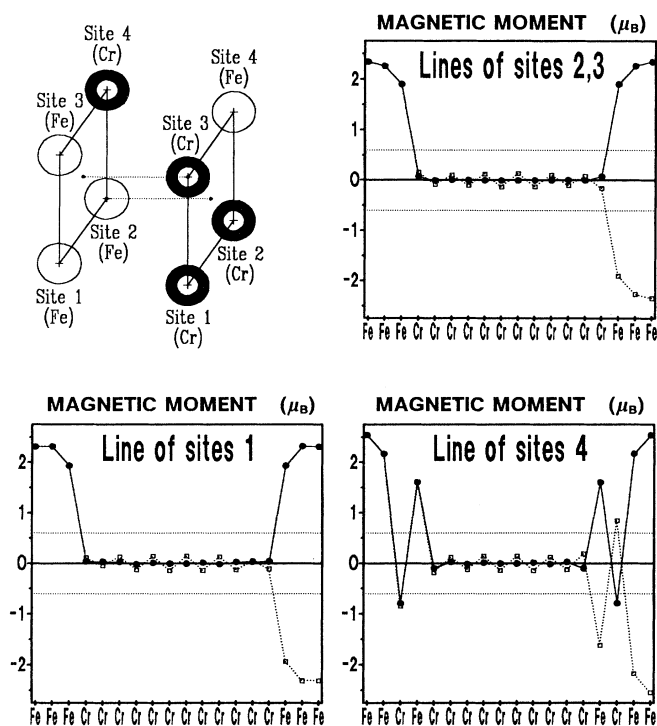 Site 4
(Cr)
Site 3
(Fe)
Site 2
(Fe)
Site 1
(Fe)
Site 4
(Fe)
Site 3
(Cr)
Site 2
(Cr)
Site 1
(Cr)
MAGNETIC MOMENT (μB)
Lines of sites 2,3
2
1
0
-1
-2
Fe Fe Fe Cr Cr Cr Cr Cr Cr Cr Cr Cr Cr Cr Cr Fe Fe Fe
MAGNETIC MOMENT (μB)
Line of sites 1
2
1
0
-1
-2
Fe Fe Fe Cr Cr Cr Cr Cr Cr Cr Cr Cr Cr Cr Cr Fe Fe Fe
MAGNETIC MOMENT (μB)
Line of sites 4
2
1
0
-1
-2
Fe Fe Cr Fe Cr Cr Cr Cr Cr Cr Cr Cr Cr Cr Fe Cr Fe Fe